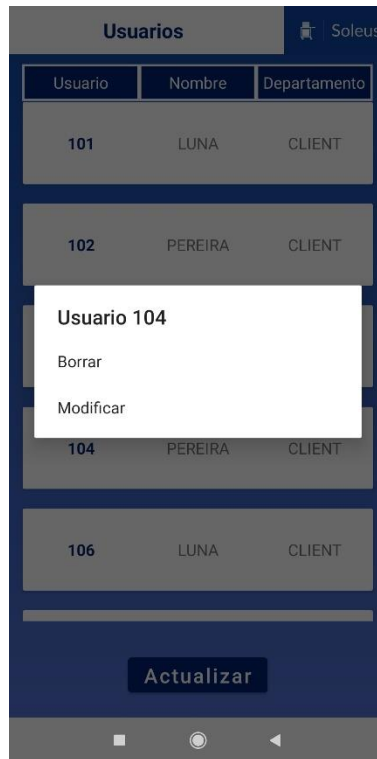 Usuarios Soleus
Usuario Nombre Departamento
101 LUNA CLIENT
102 PEREIRA CLIENT
Usuario 104
Borrar
Modificar
104 PEREIRA CLIENT
106 LUNA CLIENT
Actualizar